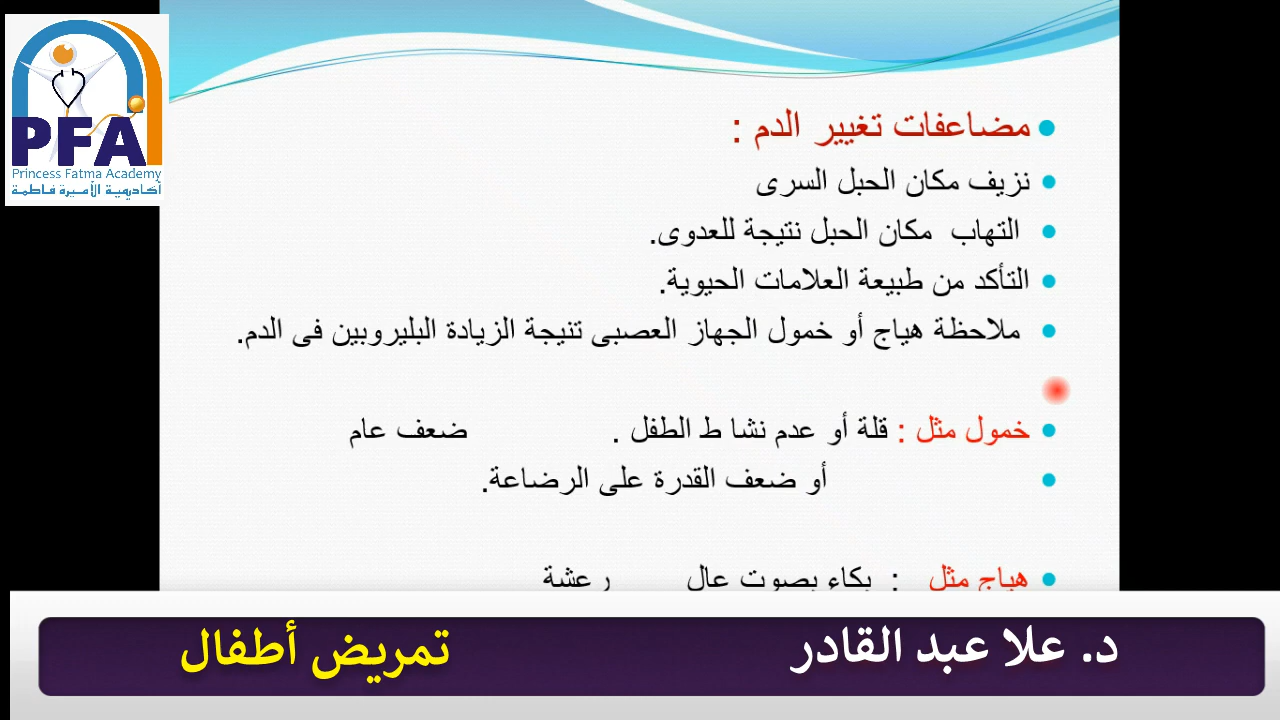 PFA
Princess Fatma Academy
أكاديمية الأميرة فاطمة
مضاعفات تغيير الدم :
نزيف مكان الحبل السرى
التهاب مكان الحبل نتيجة للعدوى.
التأكد من طبيعة العلامات الحيوية.
ملاحظة هياج أو خمول الجهاز العصبى تنيجة الزيادة البليروبين فى الدم.
خمول مثل : قلة أو عدم نشا ط الطفل . ضعف عام
أو ضعف القدرة على الرضاعة.
هياج مثل : بكاء بصوت عال رعشة
د. علا عبد القادر
تمريض أطفال